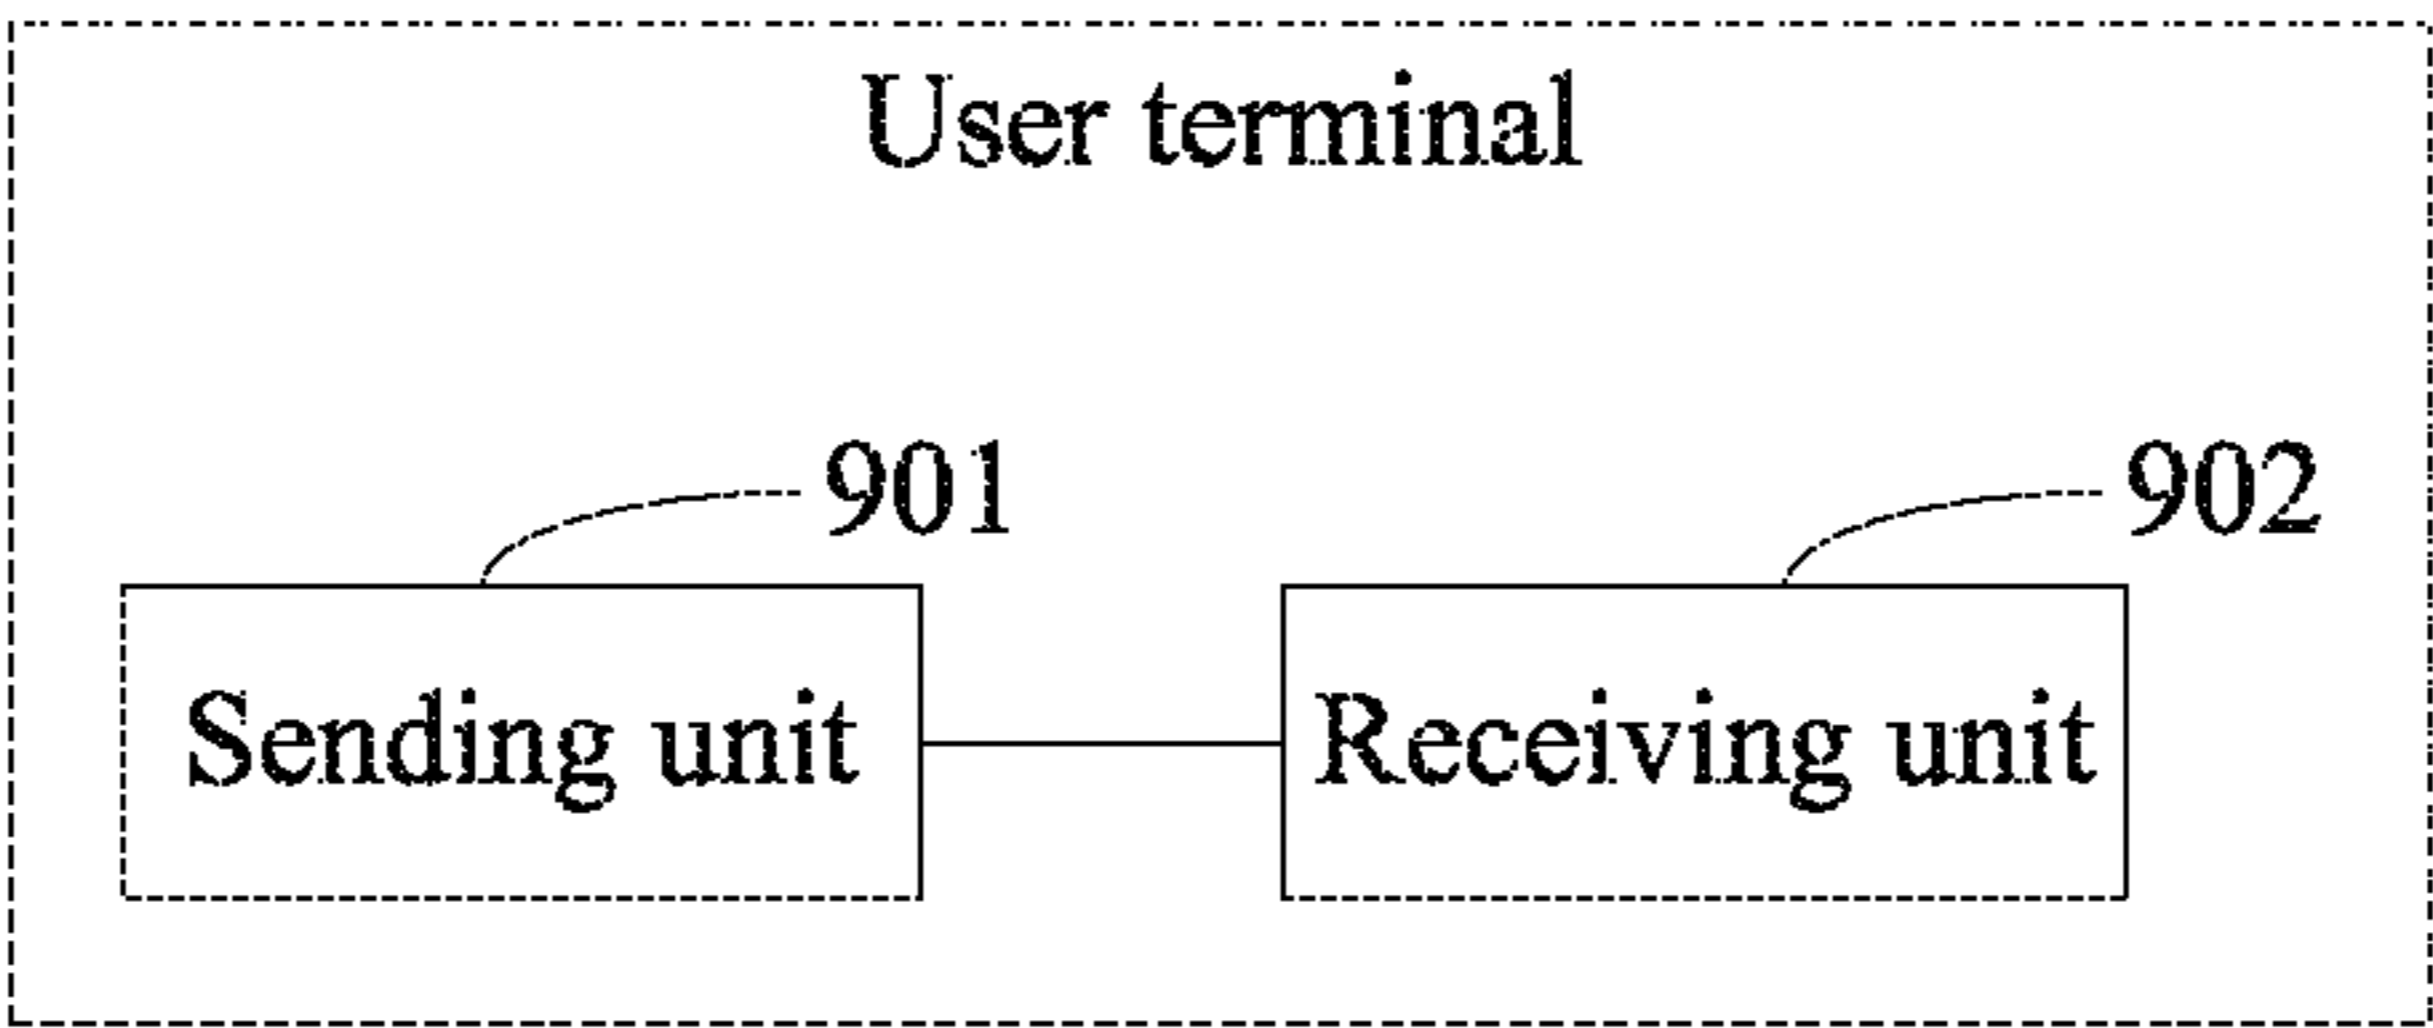 User terminal
901
902
Sending unit
Receiving unit